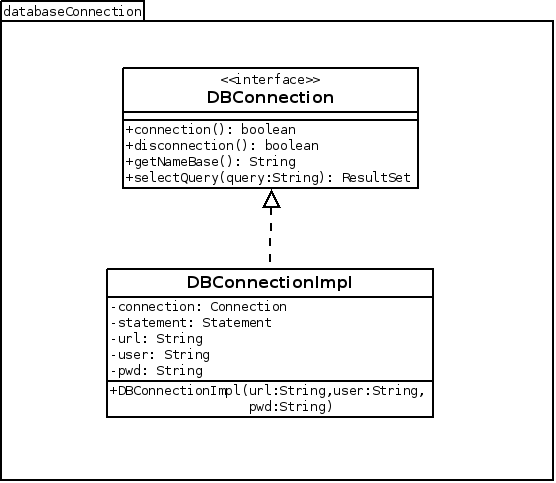 databaseConnection
<<interface>>
DBConnection
+connection(): boolean
+disconnection(): boolean
+getNameBase(): String
+selectQuery(query:String): ResultSet
DBConnectionImpl
-connection: Connection
-statement: Statement
-url: String
-user: String
-pwd: String
+DBConnectionImpl(url:String,user:String,
pwd:String)